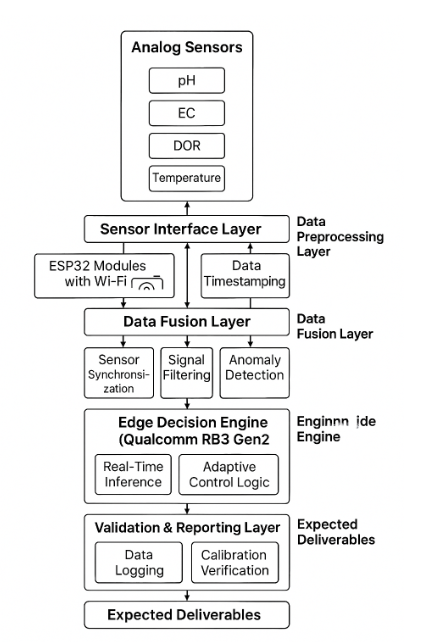 Analog Sensors
pH
EC
DOR
Temperature
Sensor Interface Layer
Data
Preprocessing
Layer
ESP32 Modules
with Wi-Fi
Data
Timestamping
Data Fusion Layer
Data
Fusion Layer
Sensor
Synchronsi-
zation
Signal
Filtering
Anomaly
Detection
Edge Decision Engine
(Qualcomm RB3 Gen2
Engine
Real-Time
Inference
Adaptive
Control Logic
Validation & Reporting Layer
Expected
Deliverables
Data
Logging
Calibration
Verification
Expected Deliverables